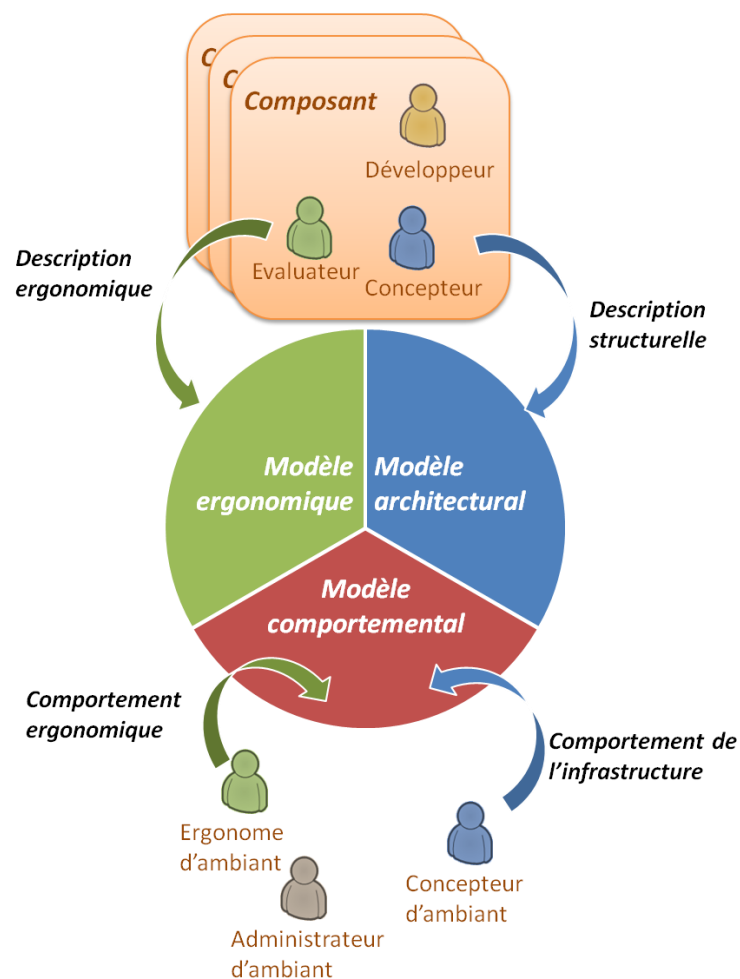 C
C
Composant
Développeur
Evaluateur
Concepteur
Description
ergonomique
Description
structurelle
Modèle
ergonomique
Modèle
architectural
Modèle
comportemental
Comportement
ergonomique
Comportement de
l'infrastructure
Ergonome
d'ambiant
Concepteur
d'ambiant
Administrateur
d'ambiant